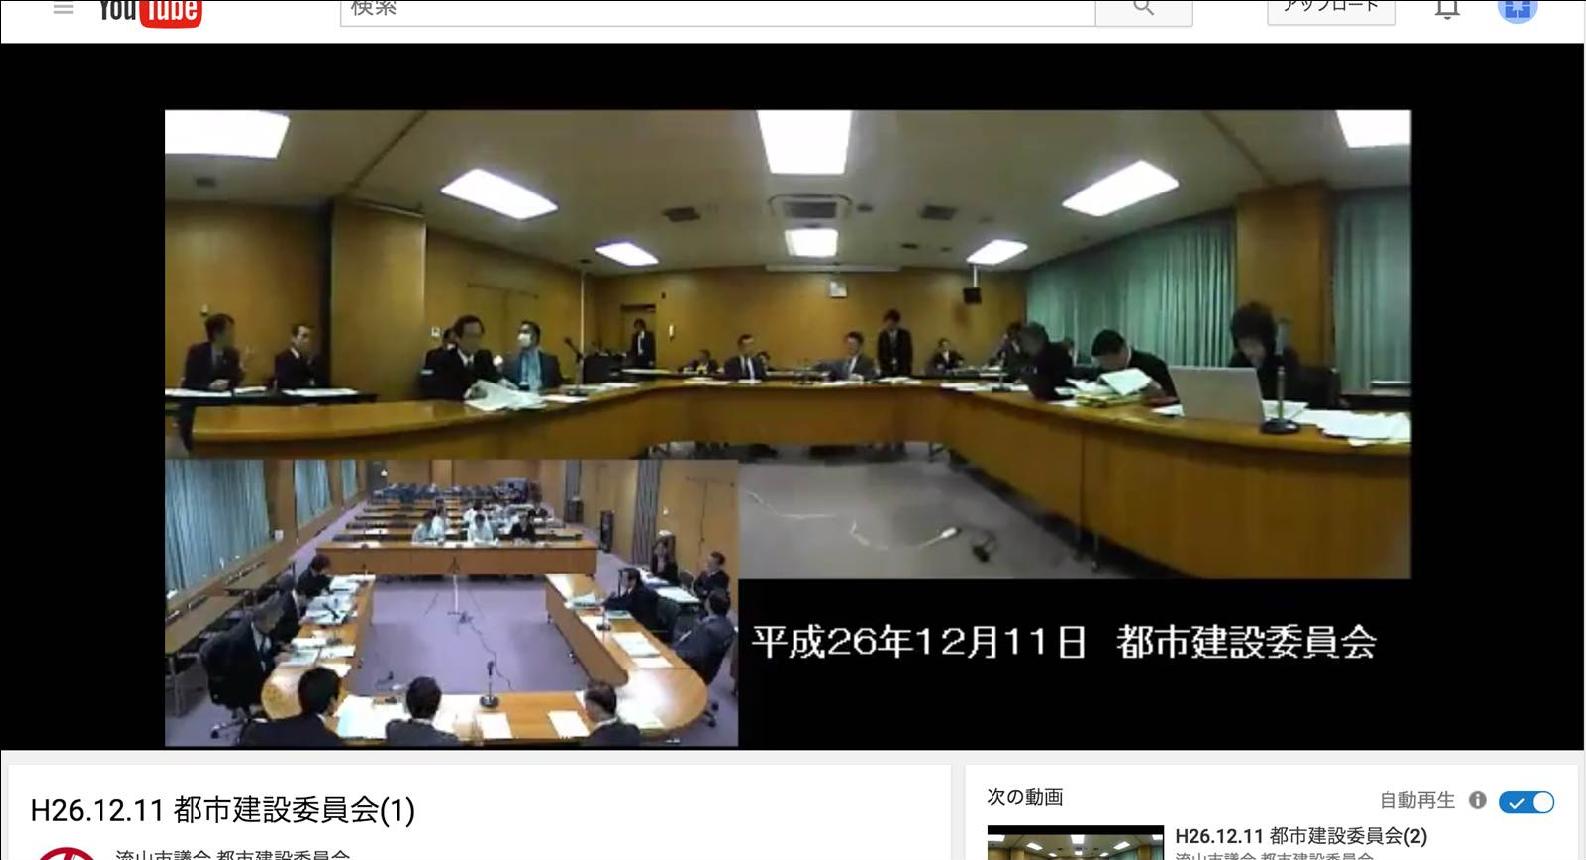 YouTube
検索
アップロード
平成26年12月11日 都市建設委員会
H26.12.11 都市建設委員会(1)
流山市議会 都市建設委員会
次の動画
自動再生
H26.12.11 都市建設委員会(2)
流山市議会 都市建設委員会